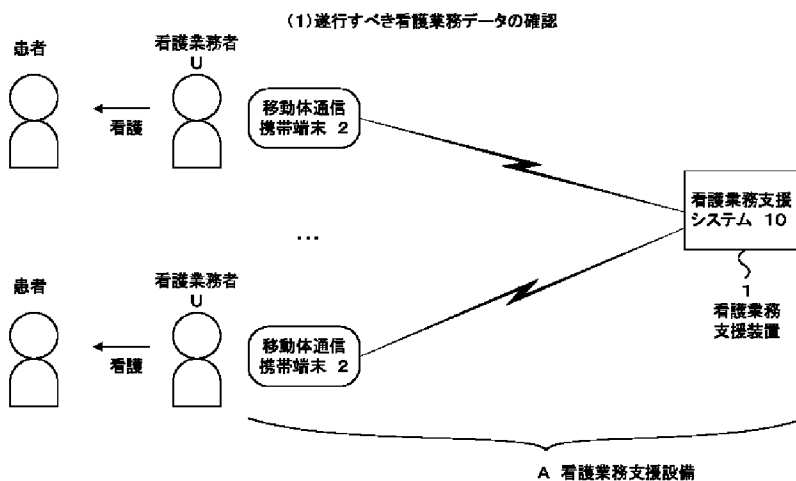 (1)遂行すべき看護業務データの確認
患者
看護業務者
U
看護
移動体通信
携帯端末 2
看護業務支援
システム 10
1
看護業務
支援装置
...
患者
看護業務者
U
看護
移動体通信
携帯端末 2
A 看護業務支援設備